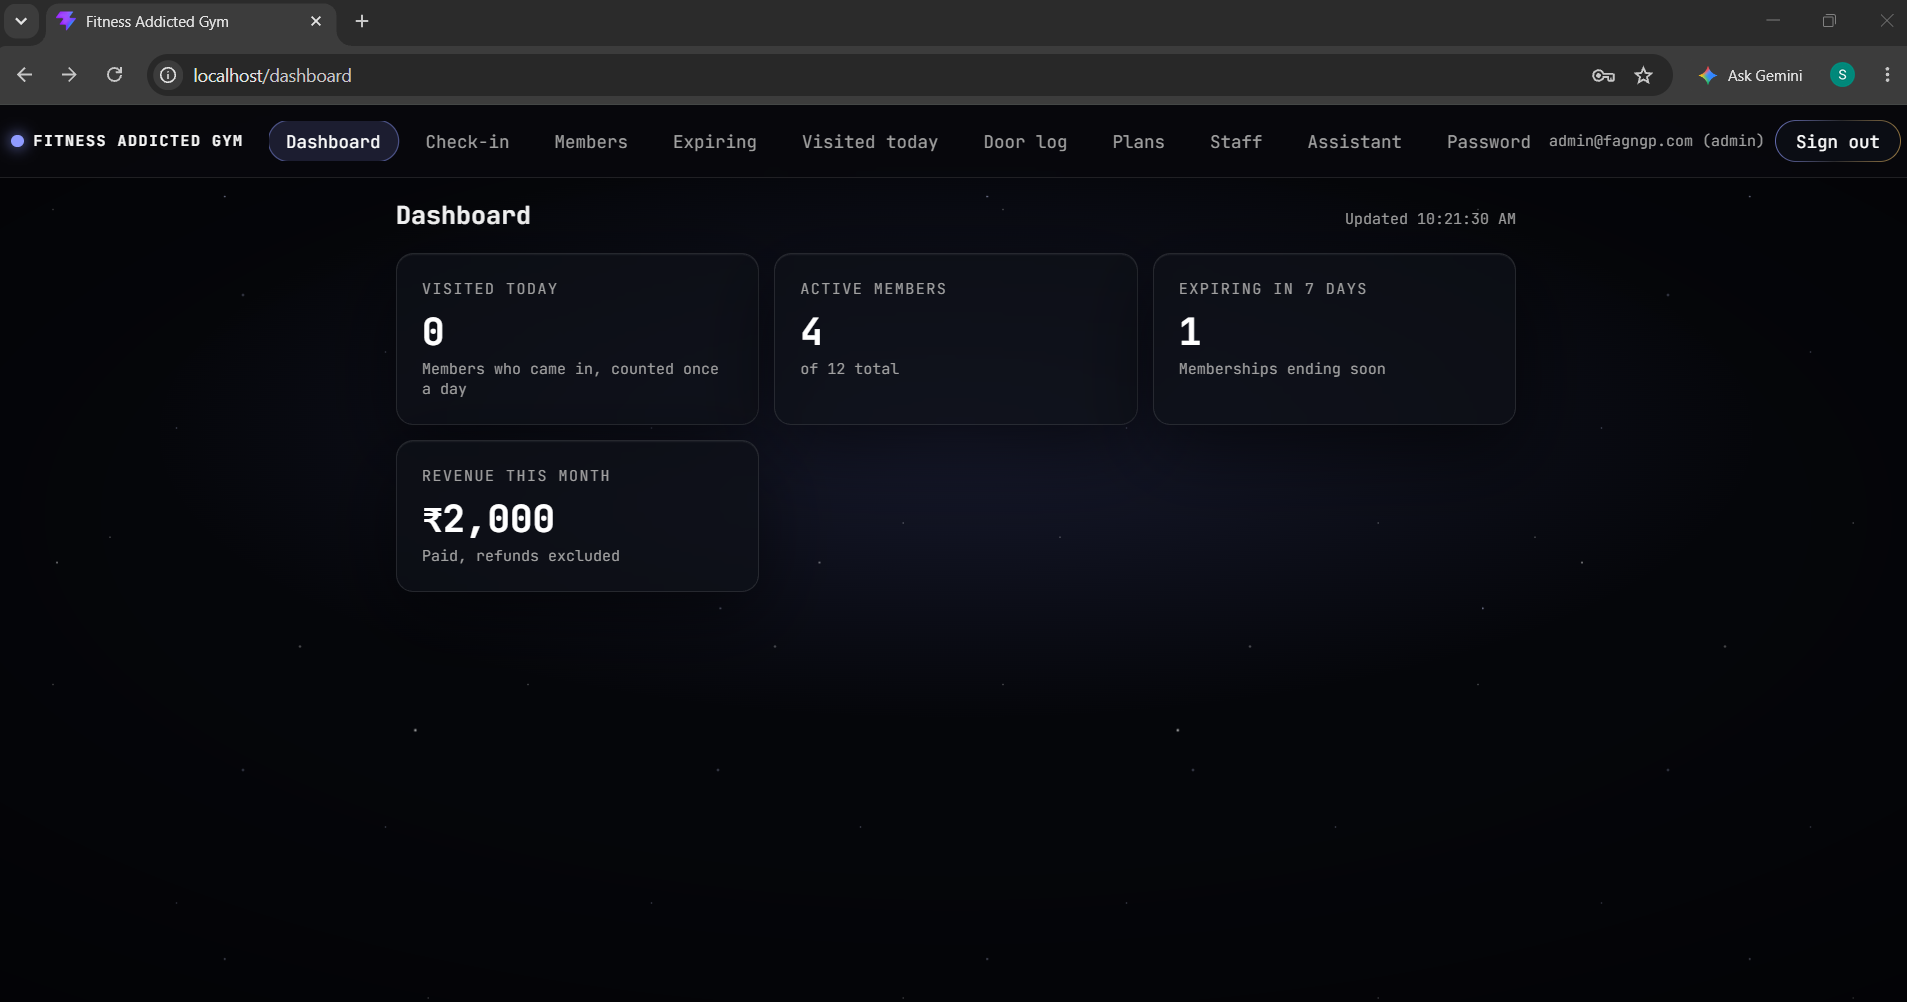 Fitness Addicted Gym
localhost/dashboard
Ask Gemini
S
FITNESS ADDICTED GYM
Dashboard
Check-in
Members
Expiring
Visited today
Door log
Plans
Staff
Assistant
Password
admin@fagngp.com (admin)
Sign out
Dashboard
Updated 10:21:30 AM
VISITED TODAY
0
Members who came in, counted once
a day
ACTIVE MEMBERS
4
of 12 total
EXPIRING IN 7 DAYS
1
Memberships ending soon
REVENUE THIS MONTH
₹2,000
Paid, refunds excluded